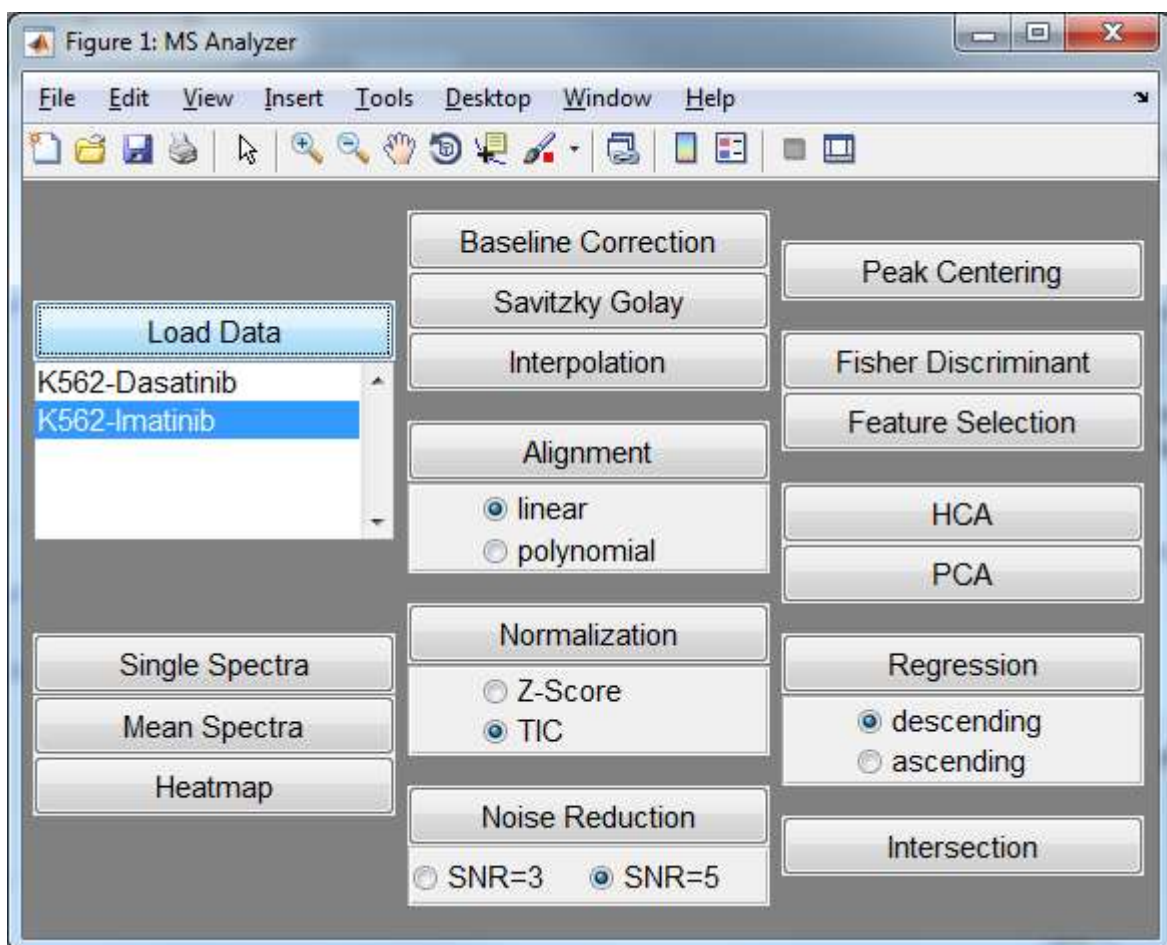 Figure 1: MS Analyzer
File Edit View Insert Tools Desktop Window Help
Load Data
K562-Dasatinib
K562-Imatinib
Single Spectra
Mean Spectra
Heatmap
Baseline Correction
Savitzky Golay
Interpolation
Alignment
linear
polynomial
Normalization
Z-Score
TIC
Noise Reduction
SNR=3 SNR=5
Peak Centering
Fisher Discriminant
Feature Selection
HCA
PCA
Regression
descending
ascending
Intersection